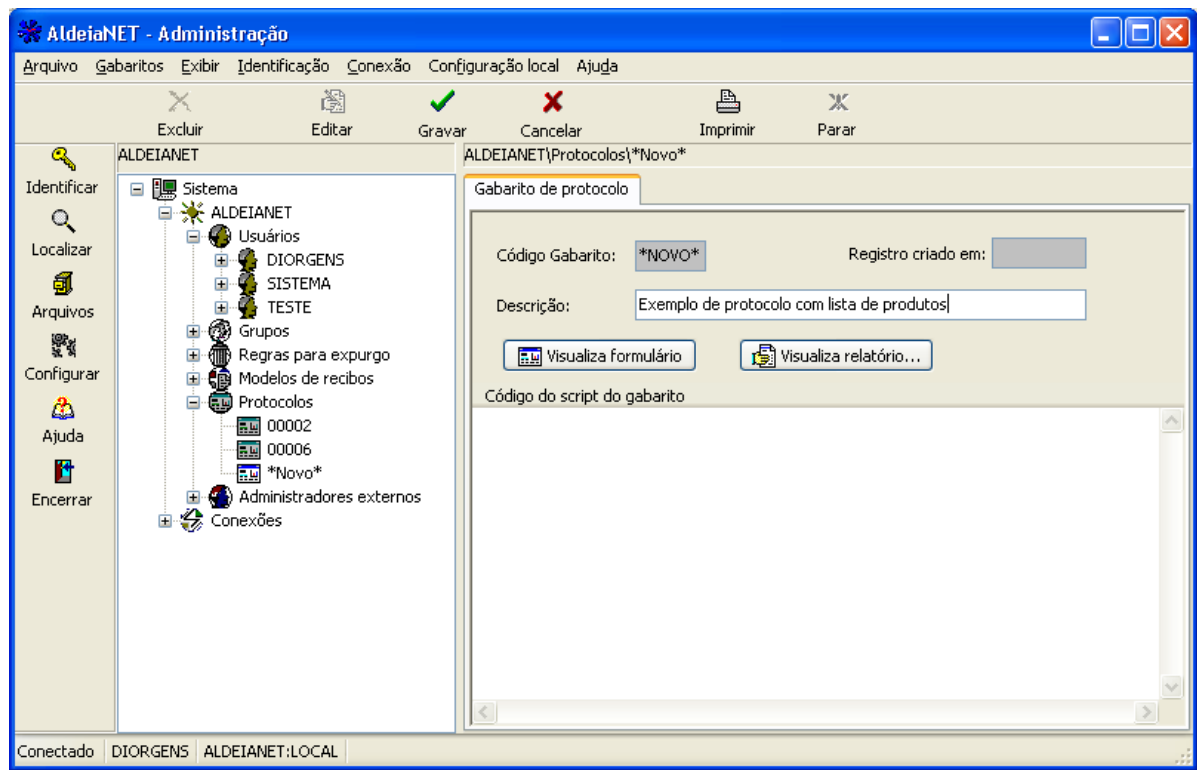 AldeiaNET - Administração
Arquivo Gabaritos Exibir Identificação Conexão Configuração local Ajuda
Excluir Editar Gravar Cancelar Imprimir Parar
Identificar
Localizar
Arquivos
Configurar
Ajuda
Encerrar
ALDEIANET
Sistema
ALDEIANET
Usuários
DIORGENS
SISTEMA
TESTE
Grupos
Regras para expurgo
Modelos de recibos
Protocolos
00002
00006
*Novo*
Administradores externos
Conexões
ALDEIANET\Protocolos\*Novo*
Gabarito de protocolo
Código Gabarito: *NOVO* Registro criado em:
Descrição: Exemplo de protocolo com lista de produtos
Visualiza formulário Visualiza relatório...
Código do script do gabarito
Conectado DIORGENS ALDEIANET:LOCAL